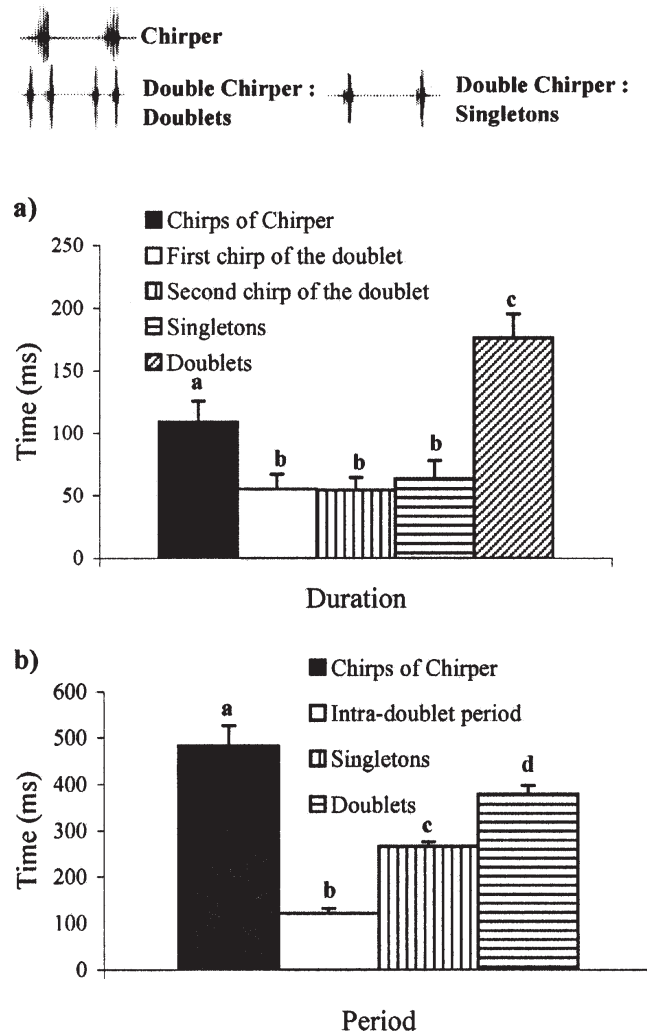 Chirper
Double Chirper :
Doublets
Double Chirper :
Singletons
a)
Chirps of Chirper
First chirp of the doublet
Second chirp of the doublet
Singletons
Doublets
250
200
150
100
50
0
Time (ms)
a
b
b
b
c
Duration
b)
Chirps of Chirper
Intra-doublet period
Singletons
Doublets
600
500
400
300
200
100
0
Time (ms)
a
b
c
d
Period